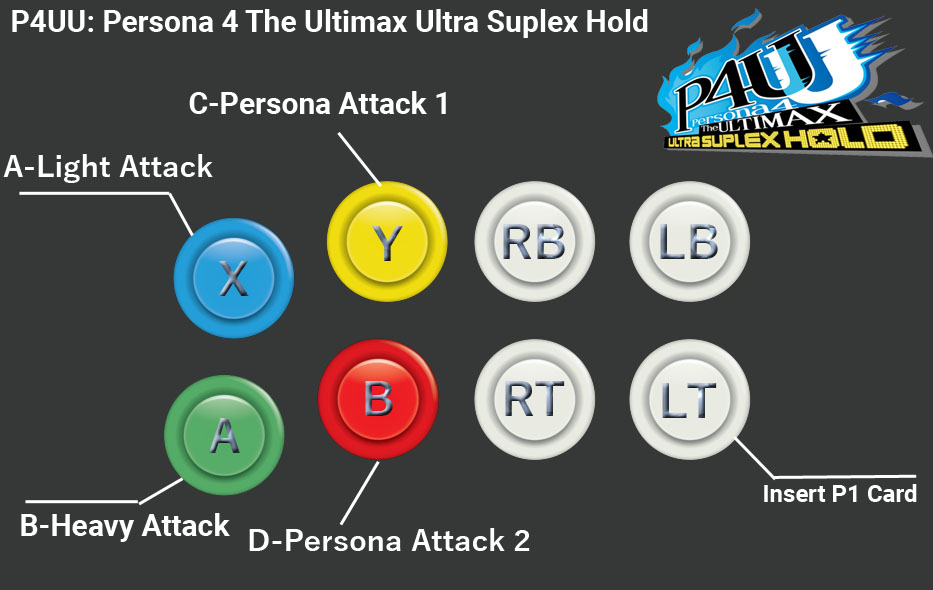 P4UU: Persona 4 The Ultimax Ultra Suplex Hold
P4UU
Persona4
The ULTIMAX
ULTRA SUPLEX HOLD
C-Persona Attack 1
A-Light Attack
X
Y
RB
LB
A
B
RT
LT
Insert P1 Card
B-Heavy Attack
D-Persona Attack 2